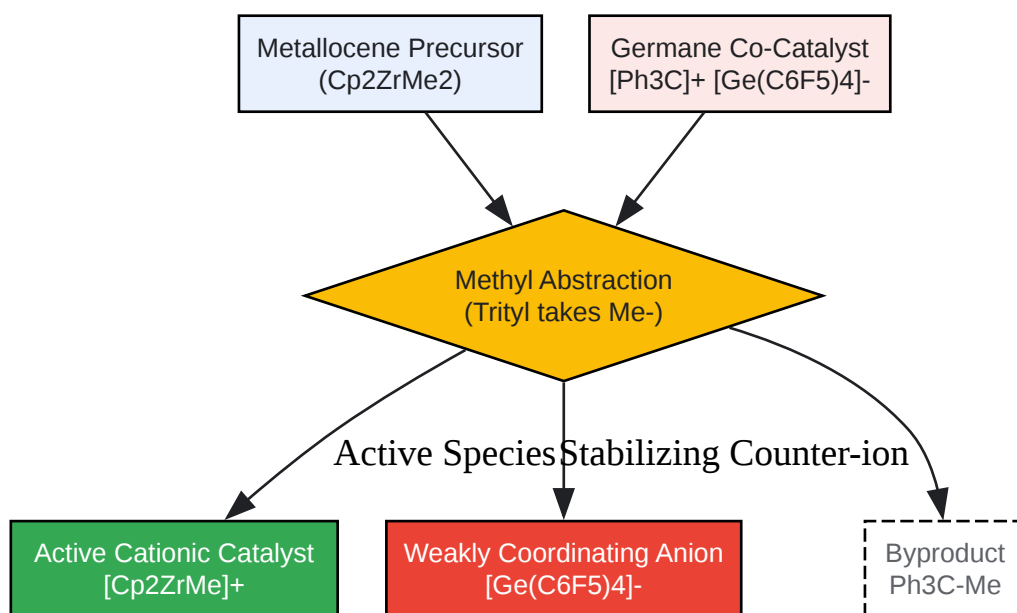 Metallocene Precursor
(Cp2ZrMe2)
Germane Co-Catalyst
[Ph3C]+ [Ge(C6F5)4]-
Methyl Abstraction
(Trityl takes Me-)
Active Species
Stabilizing Counter-ion
Active Cationic Catalyst
[Cp2ZrMe]+
Weakly Coordinating Anion
[Ge(C6F5)4]-
Byproduct
Ph3C-Me